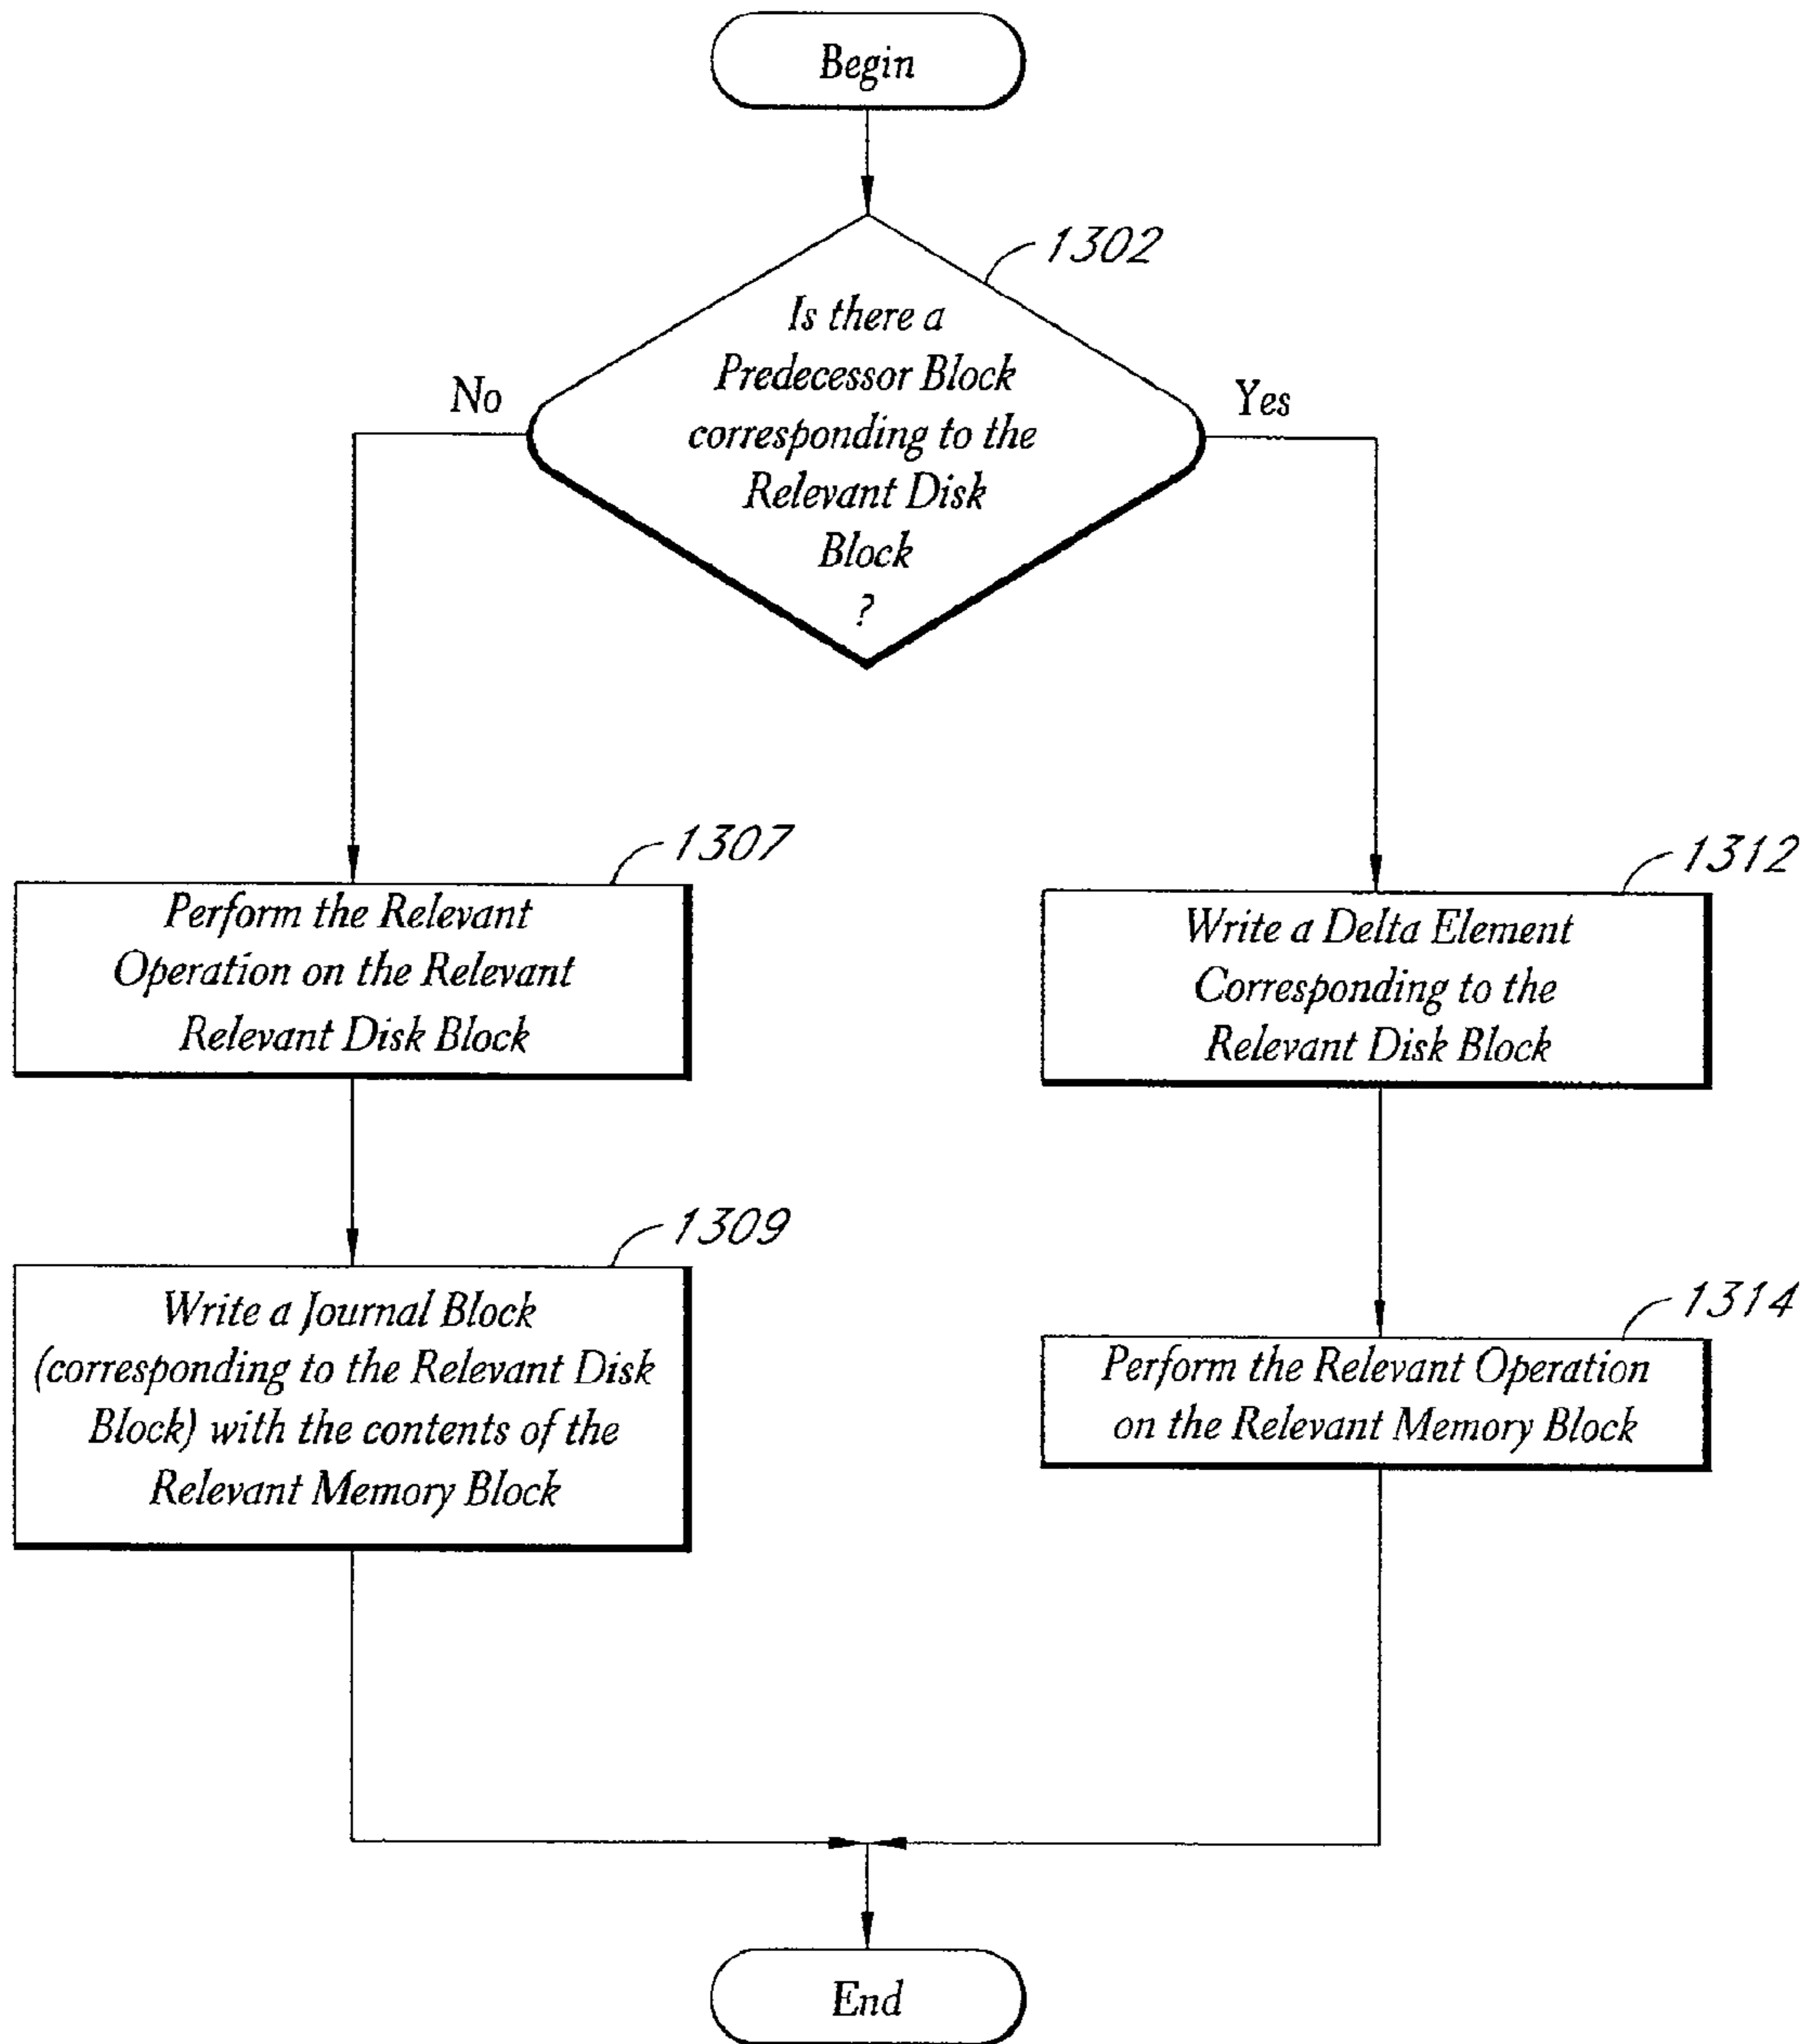 Begin
1302
Is there a
Predecessor Block
corresponding to the
Relevant Disk
Block
?
No
Yes
1307
Perform the Relevant
Operation on the Relevant
Relevant Disk Block
1312
Write a Delta Element
Corresponding to the
Relevant Disk Block
1309
Write a Journal Block
(corresponding to the Relevant Disk
Block) with the contents of the
Relevant Memory Block
1314
Perform the Relevant Operation
on the Relevant Memory Block
End